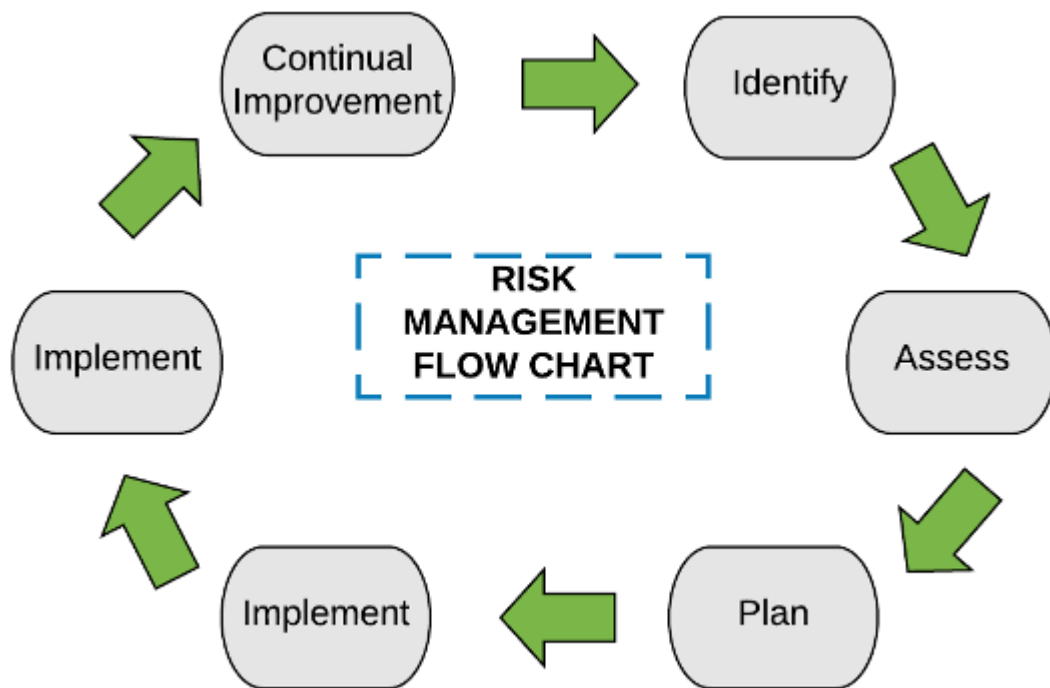 Continual
Improvement
Identify
RISK
MANAGEMENT
FLOW CHART
Implement
Assess
Implement
Plan